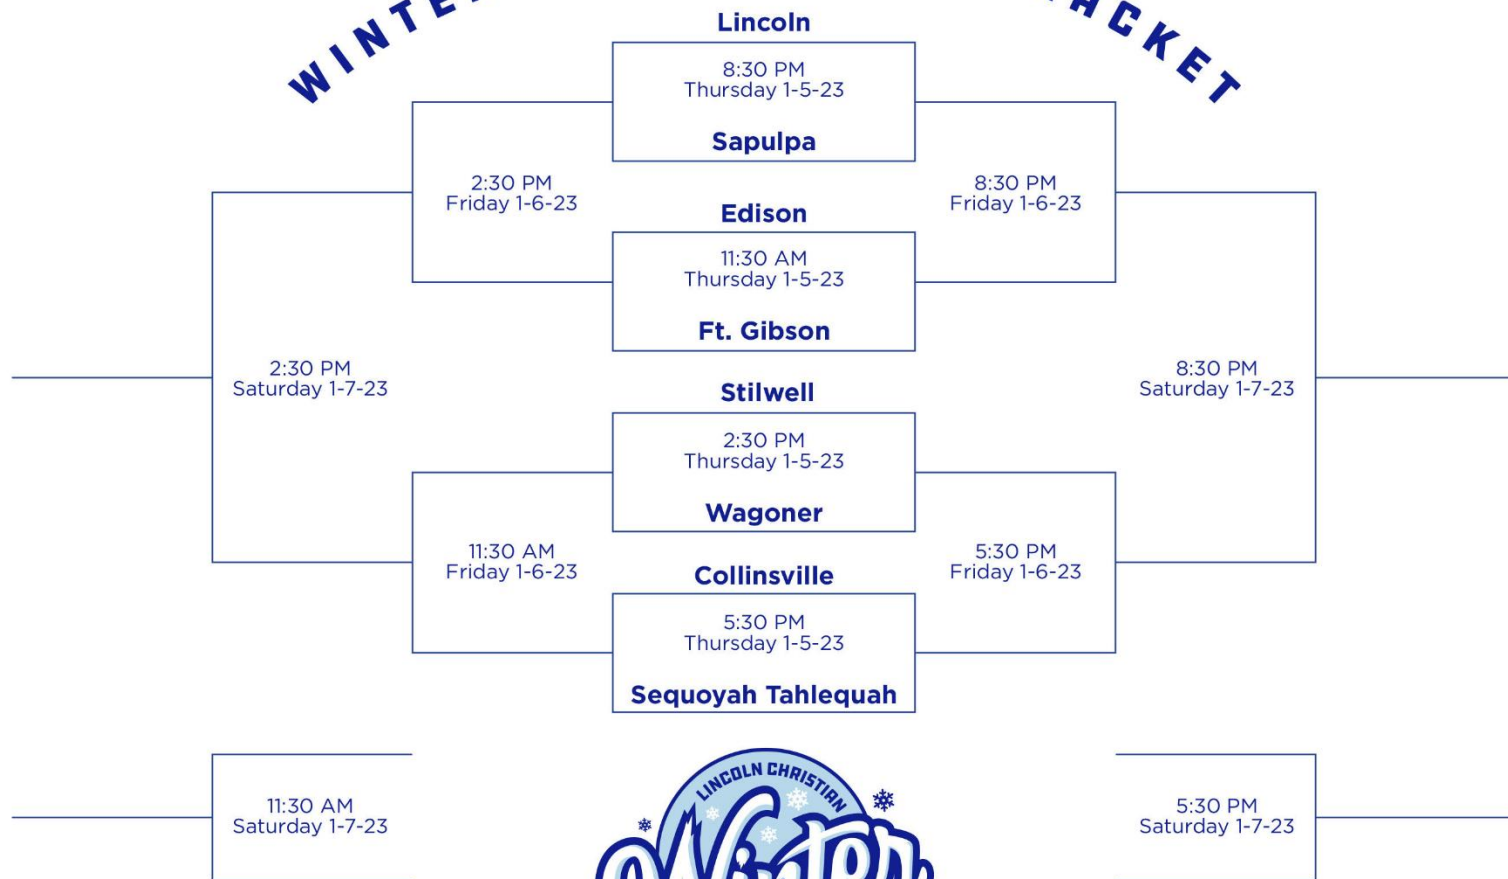 WINTE
ACKET
Lincoln
8:30 PM
Thursday 1-5-23
Sapulpa
2:30 PM
Friday 1-6-23
8:30 PM
Friday 1-6-23
Edison
11:30 AM
Thursday 1-5-23
Ft. Gibson
2:30 PM
Saturday 1-7-23
8:30 PM
Saturday 1-7-23
Stilwell
2:30 PM
Thursday 1-5-23
Wagoner
11:30 AM
Friday 1-6-23
5:30 PM
Friday 1-6-23
Collinsville
5:30 PM
Thursday 1-5-23
Sequoyah Tahlequah
LINCOLN CHRISTIAN
Winter
11:30 AM
Saturday 1-7-23
5:30 PM
Saturday 1-7-23